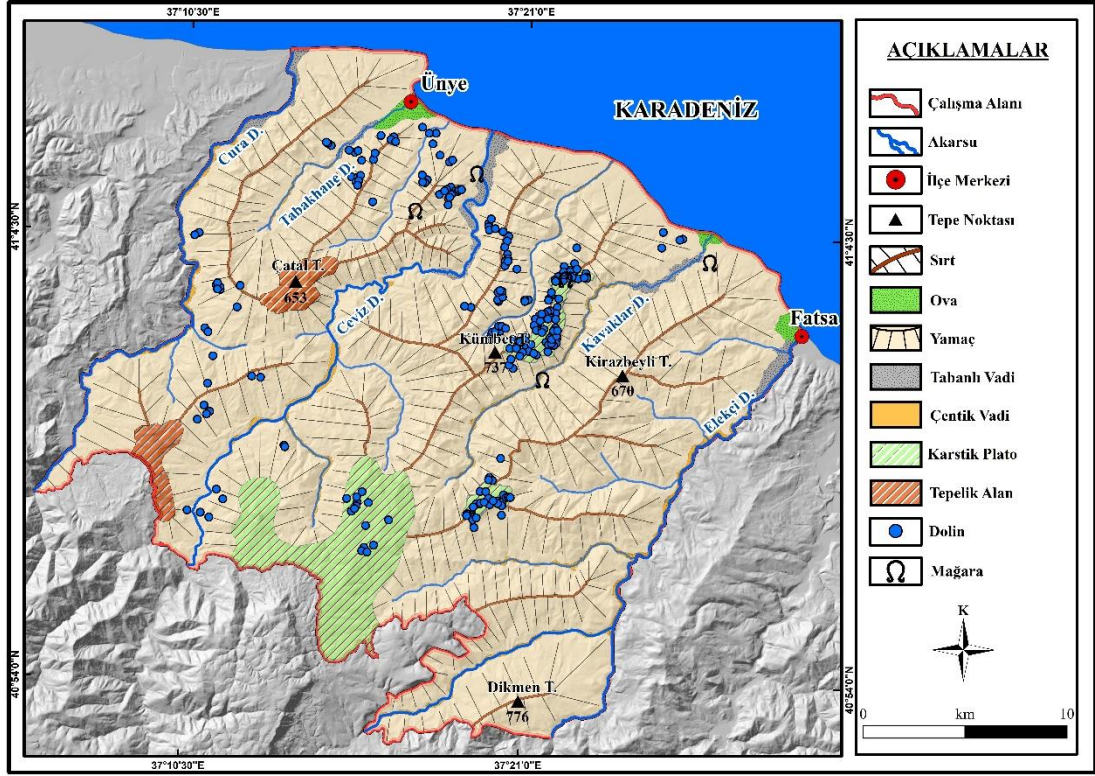 37°10'30"E
37°21'0"E
41°4'30"N
41°4'30"N
40°54'0"N
40°54'0"N
37°10'30"E
37°21'0"E
Ünye
KARADENİZ
Cura D.
Tabakhane D.
Çatal T.
653
Ceviz D.
Kümbet T.
737
Kavaklar D.
Kirazbeyli T.
670
Fatsa
Elekçi D.
Dikmen T.
776
AÇIKLAMALAR
Çalışma Alanı
Akarsu
İlçe Merkezi
Tepe Noktası
Sırt
Ova
Yamaç
Tabanlı Vadi
Çentik Vadi
Karstik Plato
Tepelik Alan
Dolin
Mağara
K
0 km 10